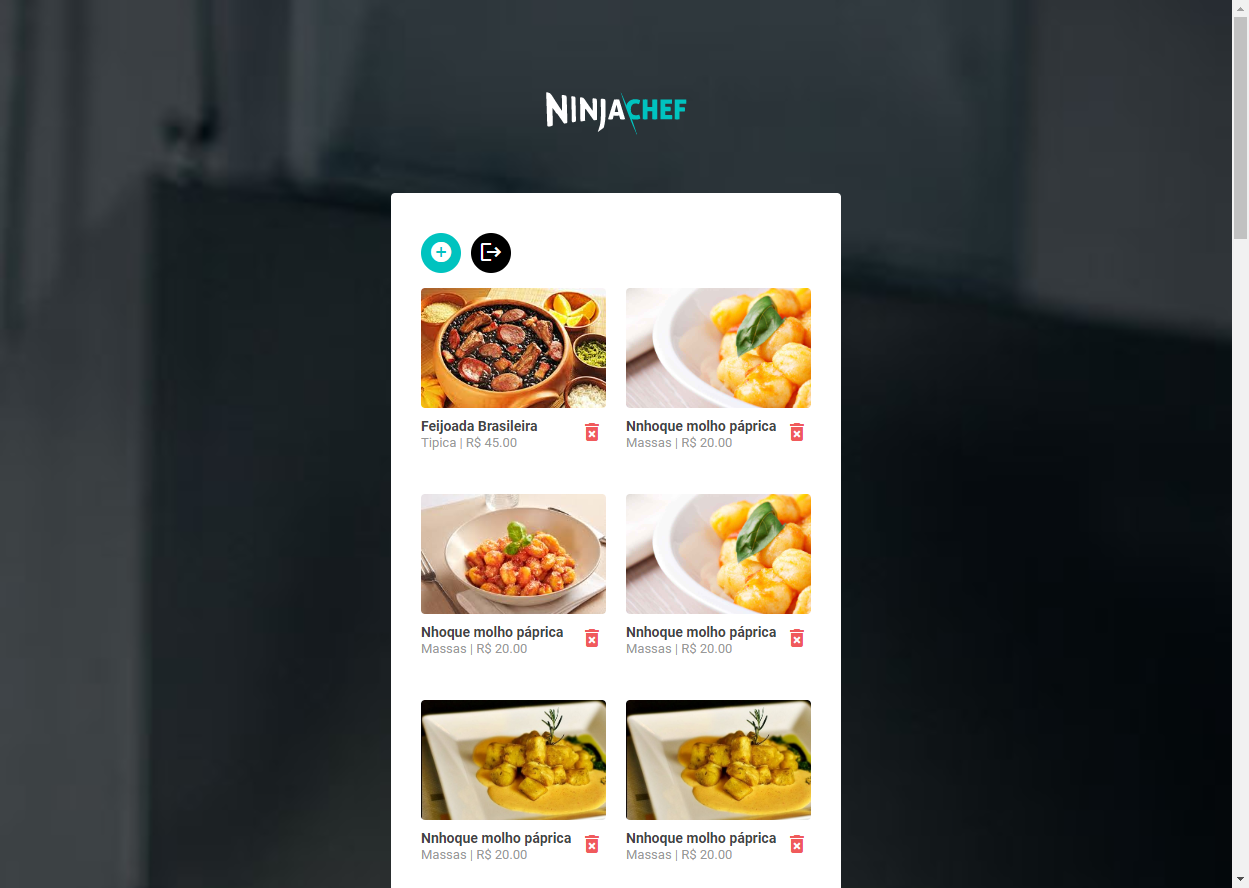 NINJACHEF
Feijoada Brasileira
Tipica | R$ 45.00
Nnhoque molho páprica
Massas | R$ 20.00
Nhoque molho páprica
Massas | R$ 20.00
Nnhoque molho páprica
Massas | R$ 20.00
Nnhoque molho páprica
Massas | R$ 20.00
Nnhoque molho páprica
Massas | R$ 20.00